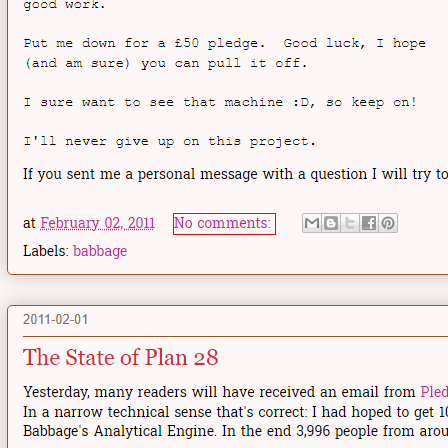 good work.
Put me down for a £50 pledge.  Good luck, I hope
(and am sure) you can pull it off.
I sure want to see that machine :D, so keep on!
I'll never give up on this project.
If you sent me a personal message with a question I will try to
at February 02, 2011 No comments:
Labels: babbage
2011-02-01
The State of Plan 28
Yesterday, many readers will have received an email from
In a narrow technical sense that's correct: I had hoped to get
Babbage's Analytical Engine. In the end 3,996 people from